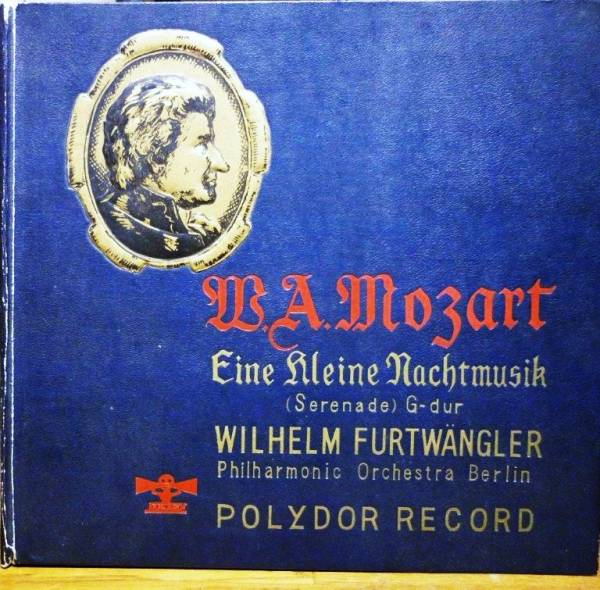 W.A.Mozart
Eine Kleine Nachtmusik
(Serenade) G-dur
WILHELM FURTWÄNGLER
Philharmonic Orchestra Berlin
POLYDOR RECORD